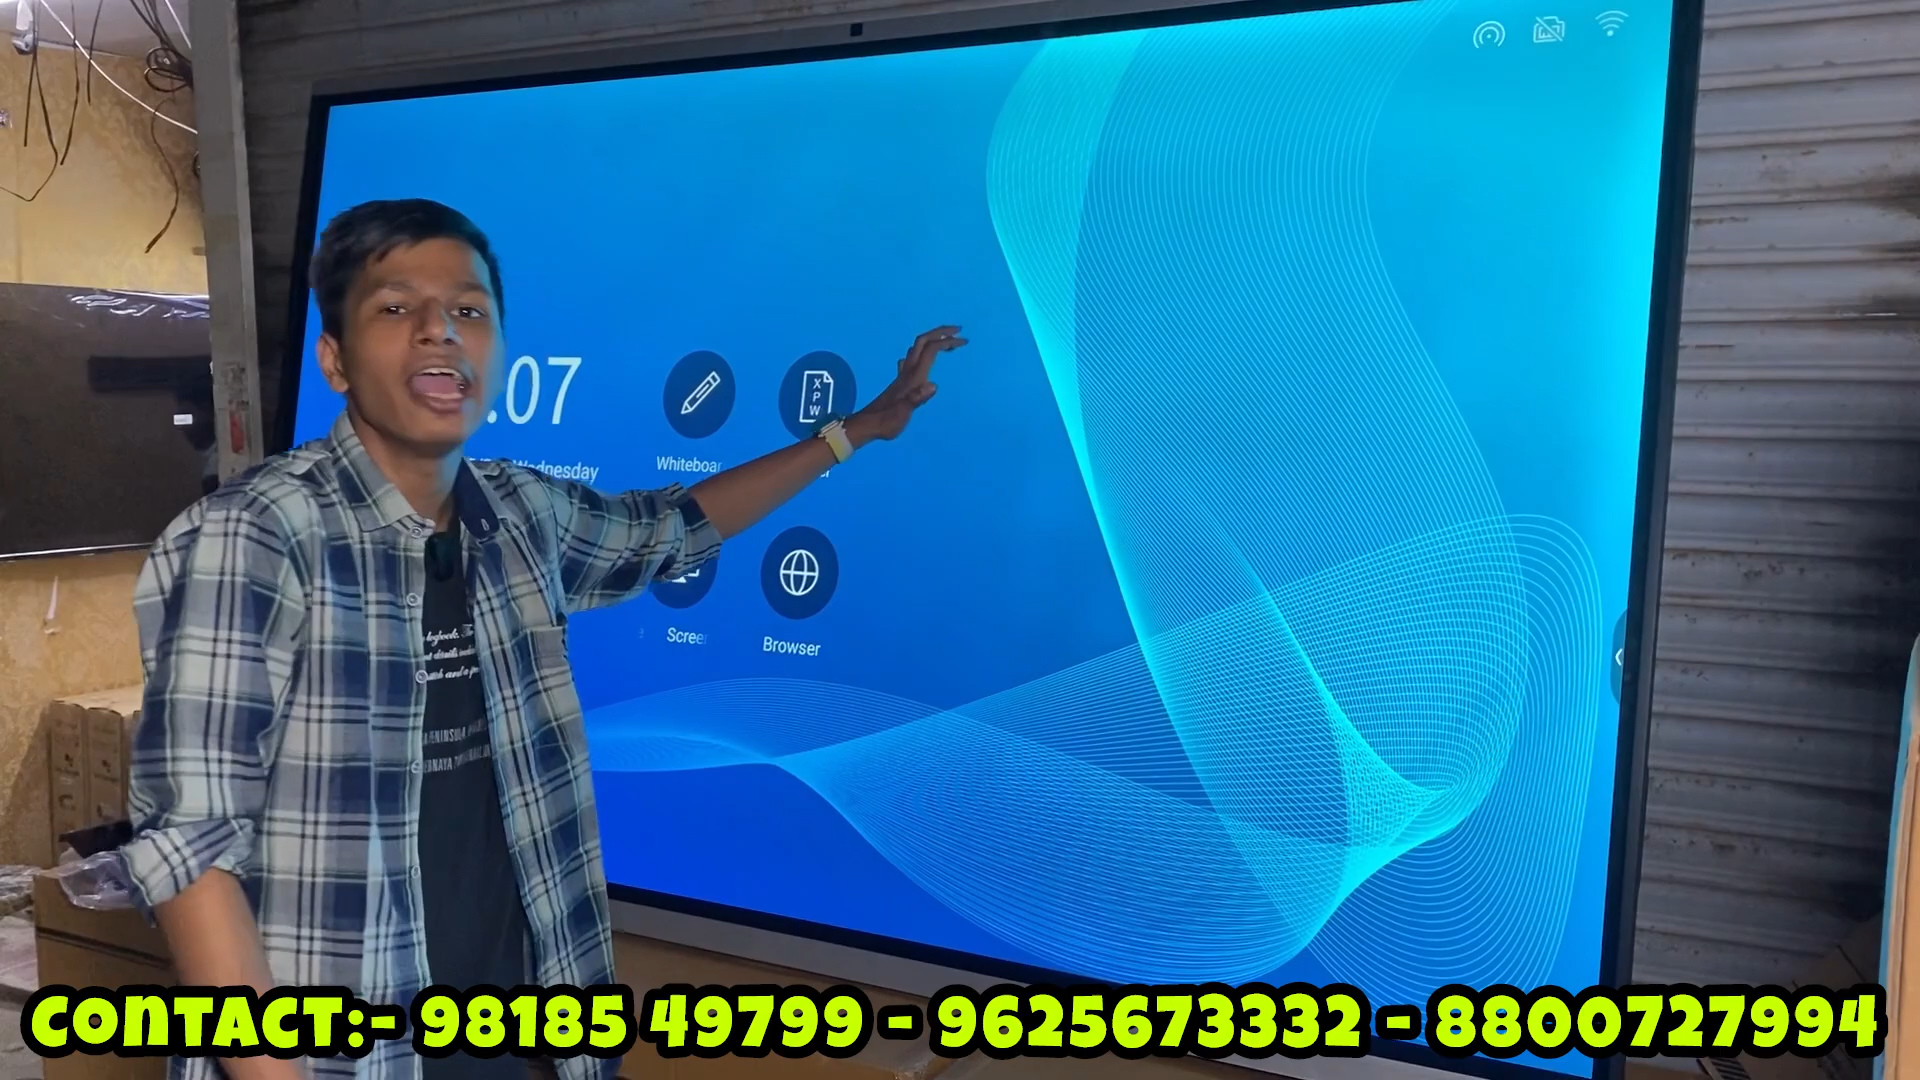 :07
Wednesday
X
P
W
Whiteboar
Scree
Browser
CONTACT:- 98185 49799 - 9625673332 - 8800727994